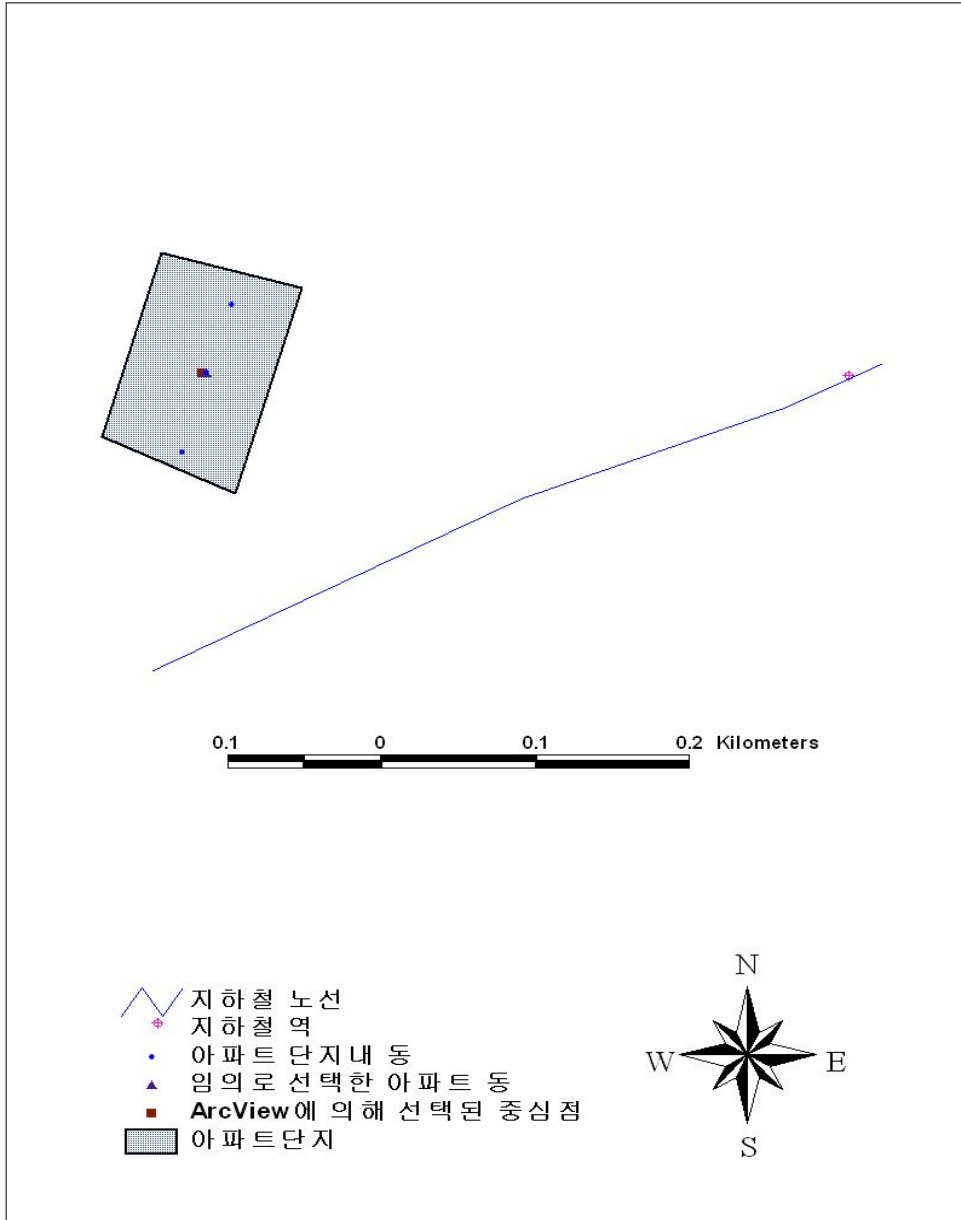 0.1 0 0.1 0.2 Kilometers
지하철 노선
지하철 역
아파트 단지내 동
임의로 선택한 아파트 동
ArcView에 의해 선택된 중심점
아파트단지
N
W E
S